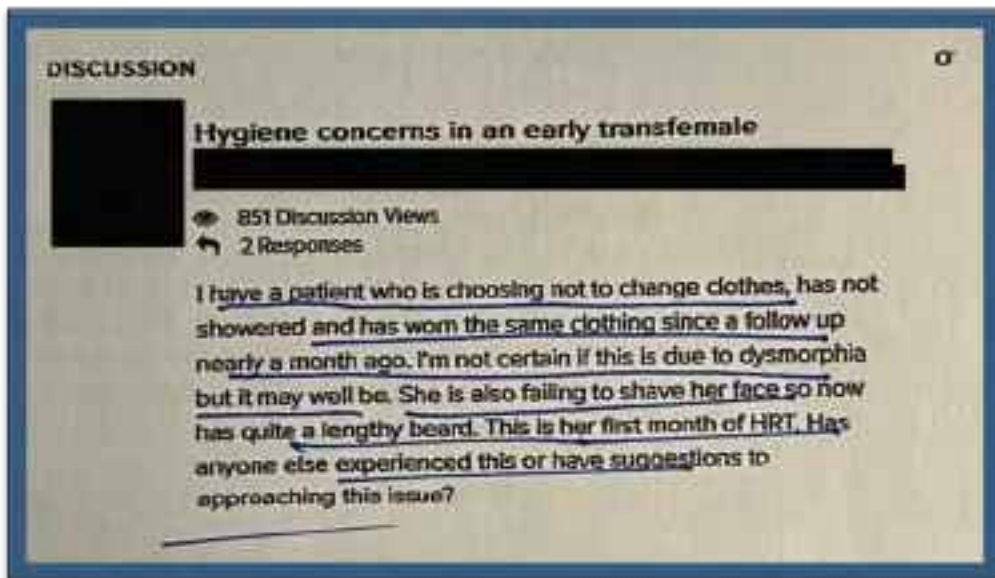 DISCUSSION
Hygiene concerns in an early transfemale
851 Discussion Views
2 Responses
I have a patient who is choosing not to change clothes, has not
showered and has worn the same clothing since a follow up
nearly a month ago. I'm not certain if this is due to dysmorphia
but it may well be. She is also failing to shave her face so now
has quite a lengthy beard. This is her first month of HRT. Has
anyone else experienced this or have suggestions to
approaching this issue?